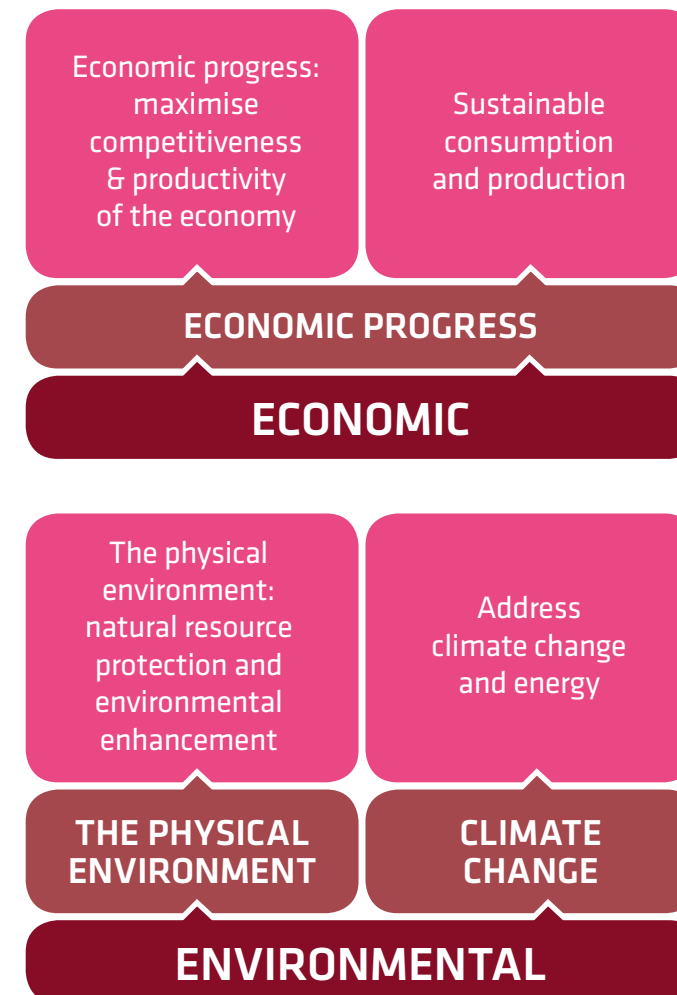 Economic progress:
maximise
competitiveness
& productivity
of the economy
Sustainable
consumption
and production
ECONOMIC PROGRESS
ECONOMIC
The physical
environment:
natural resource
protection and
environmental
enhancement
Address
climate change
and energy
THE PHYSICAL
ENVIRONMENT
CLIMATE
CHANGE
ENVIRONMENTAL